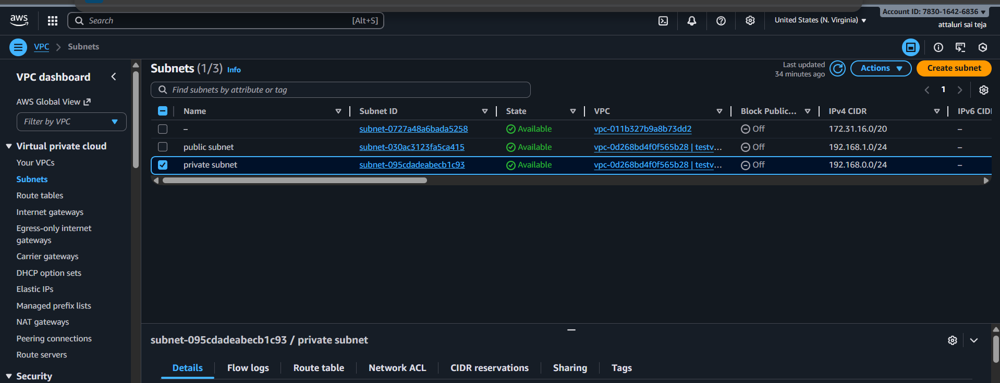 aws
Search [Alt+S]
United States (N. Virginia)
Account ID: 7830-1642-6836
attaluri sai teja
VPC
Subnets
VPC dashboard
AWS Global View
Filter by VPC
Virtual private cloud
Your VPCs
Subnets
Route tables
Internet gateways
Egress-only internet
gateways
Carrier gateways
DHCP option sets
Elastic IPs
Managed prefix lists
NAT gateways
Peering connections
Route servers
Security
Subnets (1/3) Info
Last updated
34 minutes ago
Actions
Create subnet
Find subnets by attribute or tag
1
Name Subnet ID State VPC Block Public... IPv4 CIDR IPv6 CIDI
– subnet-0727a48a6bada5258 Available vpc-011b327b9a8b73dd2 Off 172.31.16.0/20 –
public subnet subnet-030ac3123fa5ca415 Available vpc-0d268bd4f0f565b28 | testv... Off 192.168.1.0/24 –
private subnet subnet-095cdadeabecb1c93 Available vpc-0d268bd4f0f565b28 | testv... Off 192.168.0.0/24 –
subnet-095cdadeabecb1c93 / private subnet
Details Flow logs Route table Network ACL CIDR reservations Sharing Tags